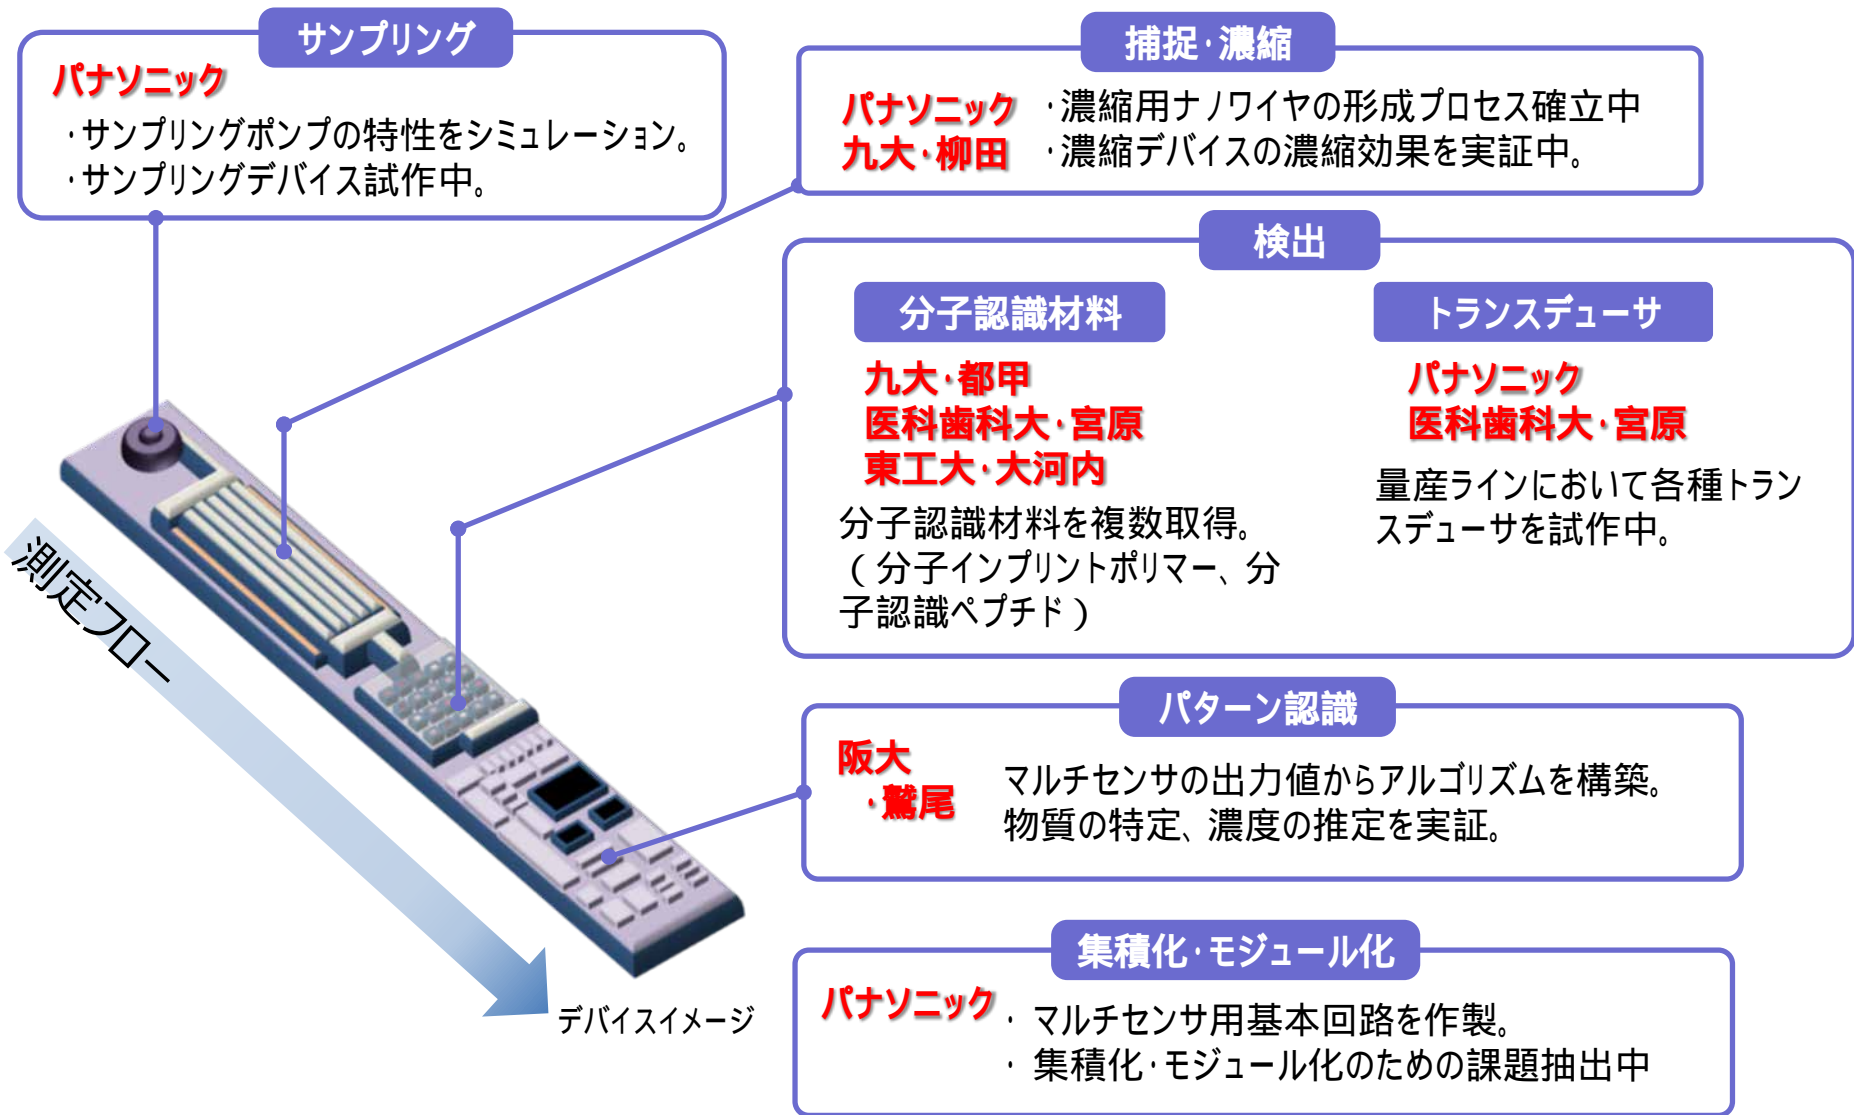 サンプリング
パナソニック
・サンプリングポンプの特性をシミュレーション。
・サンプリングデバイス試作中。
捕捉・濃縮
パナソニック
九大・柳田
・濃縮用ナノワイヤの形成プロセス確立中
・濃縮デバイスの濃縮効果を実証中。
検出
分子認識材料
九大・都甲
医科歯科大・宮原
東工大・大河内
分子認識材料を複数取得。
（分子インプリントポリマー、分
子認識ペプチド）
トランスデューサ
パナソニック
医科歯科大・宮原
量産ラインにおいて各種トラン
スデューサを試作中。
測定フロー
パターン認識
阪大
・鷲尾
マルチセンサの出力値からアルゴリズムを構築。
物質の特定、濃度の推定を実証。
デバイスイメージ
集積化・モジュール化
パナソニック
・ マルチセンサ用基本回路を作製。
・ 集積化・モジュール化のための課題抽出中